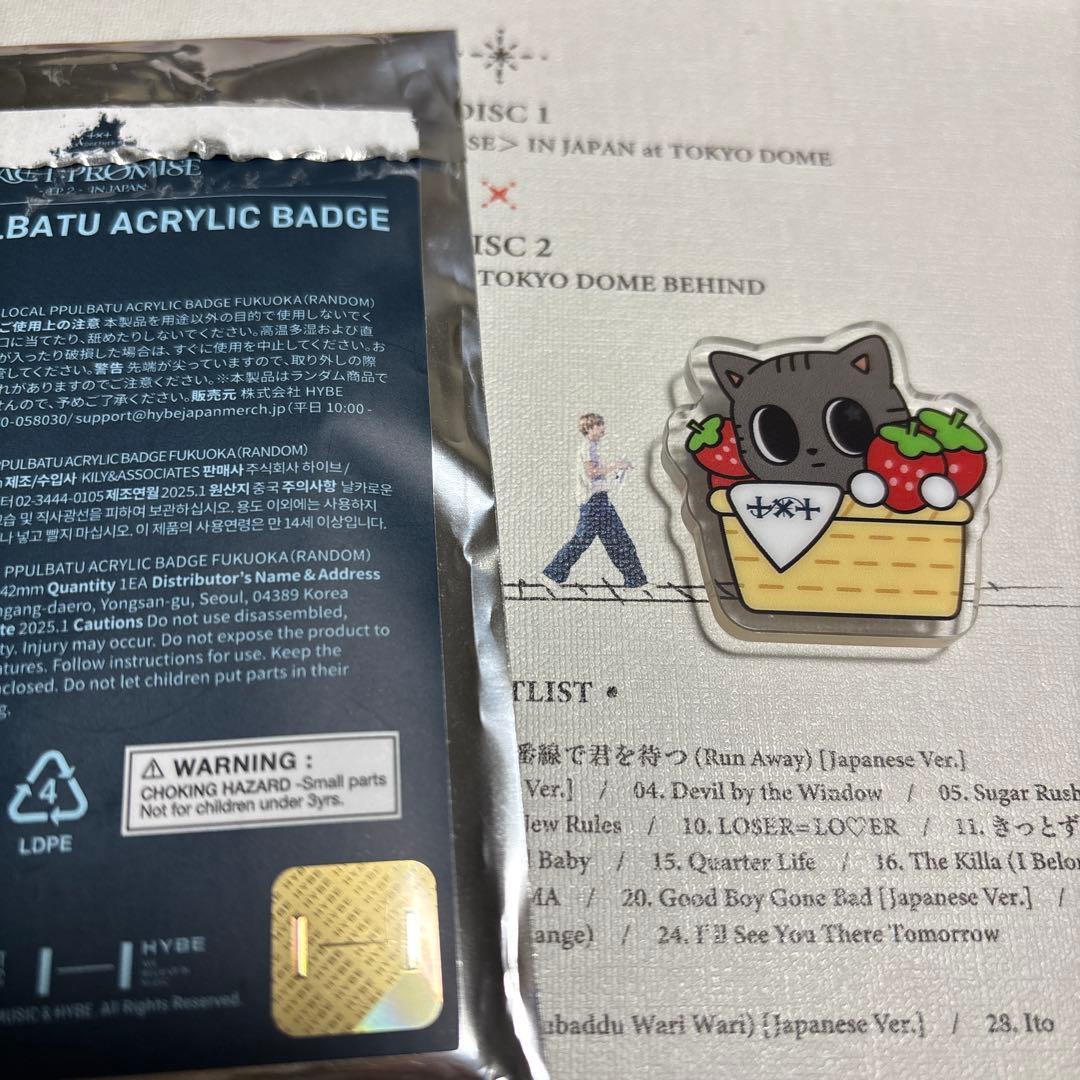 ACT : PROMISE
- EP. 2 - IN JAPAN
LBATU ACRYLIC BADGE
LOCAL PPULBATU ACRYLIC BADGE FUKUOKA(RANDOM)
ご使用上の注意 本製品を用途以外の目的で使用しないでく
口に当てたり、舐めたりしないでください。高温多湿および直
が入ったり破損した場合は、すぐに使用を中止してください。お
管してください。警告 先端が尖っていますので、取り外しの際
れがありますのでご注意ください。※本製品はランダム商品で
せんので、予めご了承ください。販売元 株式会社 HYBE
0-058030/ support@hybejapanmerch.jp (平日 10:00 -
PPULBATU ACRYLIC BADGE FUKUOKA(RANDOM)
제조/수입사 KILY&ASSOCIATES 판매사 주식회사 하이브/
터 02-3444-0105 제조연월 2025.1 원산지 중국 주의사항 날카로운
습 및 직사광선을 피하여 보관하십시오. 용도 이외에는 사용하지
나 넣고 빨지 마십시오. 이 제품의 사용연령은 만 14세 이상입니다.
PPULBATU ACRYLIC BADGE FUKUOKA(RANDOM)
42mm Quantity 1EA Distributor's Name & Address
ngang-daero, Yongsan-gu, Seoul, 04389 Korea
te 2025.1 Cautions Do not use disassembled,
ty. Injury may occur. Do not expose the product to
atures. Follow instructions for use. Keep the
closed. Do not let children put parts in their
g.
4
LDPE
⚠ WARNING :
CHOKING HAZARD -Small parts
Not for children under 3yrs.
HYBE
MUSIC & HYBE. All Rights Reserved.
DISC 1
SE> IN JAPAN at TOKYO DOME
ISC 2
TOKYO DOME BEHIND
TLIST •
番線で君を待つ (Run Away) [Japanese Ver.]
Ver.] / 04. Devil by the Window / 05. Sugar Rush
New Rules / 10. LO$ER=LO♡ER / 11. きっとず
l Baby / 15. Quarter Life / 16. The Killa (I Belon
MA / 20. Good Boy Gone Bad [Japanese Ver.] /
ange) / 24. I'll See You There Tomorrow
ubaddu Wari Wari) [Japanese Ver.] / 28. Ito